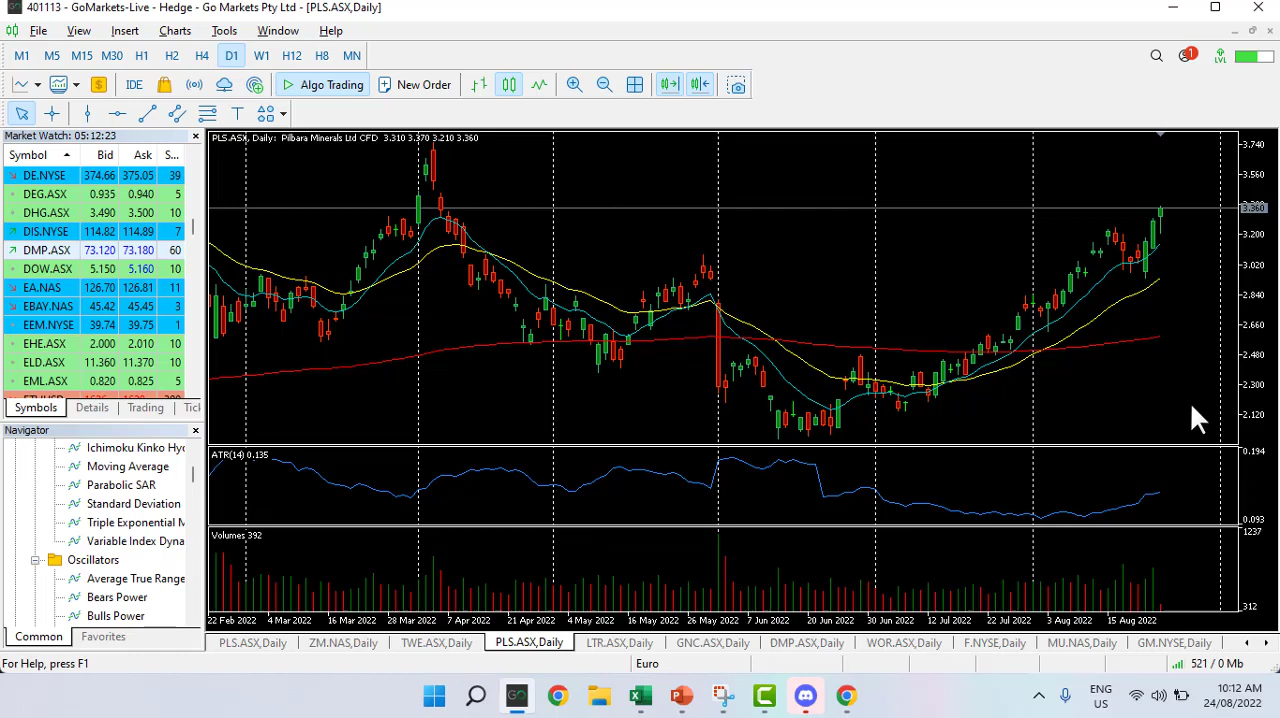 401113 - GoMarkets-Live - Hedge - Go Markets Pty Ltd - [PLS.ASX,Daily]
File View Insert Charts Tools Window Help
M1 M5 M15 M30 H1 H2 H4 D1 W1 H12 H8 MN
1 LVL
$ IDE Algo Trading New Order
T
Market Watch: 05:12:23
Symbol Bid Ask S...
DE.NYSE 374.66 375.05 39
DEG.ASX 0.935 0.940 5
DHG.ASX 3.490 3.500 10
DIS.NYSE 114.82 114.89 7
DMP.ASX 73.120 73.180 60
DOW.ASX 5.150 5.160 10
EA.NAS 126.70 126.81 11
EBAY.NAS 45.42 45.45 3
EEM.NYSE 39.74 39.75 1
EHE.ASX 2.000 2.010 10
ELD.ASX 11.360 11.370 10
EML.ASX 0.820 0.825 5
Symbols Details Trading Tick
Navigator
Ichimoku Kinko Hyo
Moving Average
Parabolic SAR
Standard Deviation
Triple Exponential M
Variable Index Dyna
Oscillators
Average True Range
Bears Power
Bulls Power
Common Favorites
PLS.ASX, Daily: Pilbara Minerals Ltd CFD 3.310 3.370 3.210 3.360
3.740
3.560
3.360
3.200
3.020
2.840
2.660
2.480
2.300
2.120
ATR(14) 0.135
0.194
0.093
Volumes 392
1237
312
22 Feb 2022 4 Mar 2022 16 Mar 2022 28 Mar 2022 7 Apr 2022 21 Apr 2022 4 May 2022 16 May 2022 26 May 2022 7 Jun 2022 20 Jun 2022 30 Jun 2022 12 Jul 2022 22 Jul 2022 3 Aug 2022 15 Aug 2022
PLS.ASX,Daily ZM.NAS,Daily TWE.ASX,Daily PLS.ASX,Daily LTR.ASX,Daily GNC.ASX,Daily DMP.ASX,Daily WOR.ASX,Daily F.NYSE,Daily MU.NAS,Daily GM.NYSE,Daily
For Help, press F1 Euro 521 / 0 Mb
GO
ENG
US
10:12 AM
24/08/2022